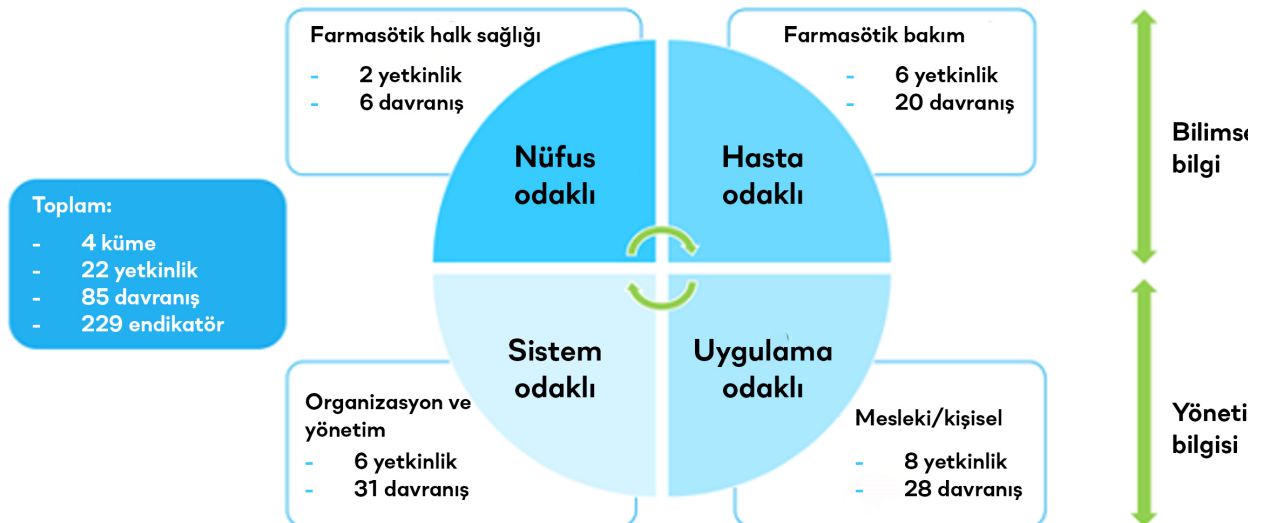 Farmasötik halk sağlığı
- 2 yetkinlik
- 6 davranış
Farmasötik bakım
- 6 yetkinlik
- 20 davranış
Nüfus
odaklı
Hasta
odaklı
Bilimse
bilgi
Toplam:
- 4 küme
- 22 yetkinlik
- 85 davranış
- 229 endikatör
Sistem
odaklı
Uygulama
odaklı
Organizasyon ve
yönetim
- 6 yetkinlik
- 31 davranış
Mesleki/kişisel
- 8 yetkinlik
- 28 davranış
Yöneti
bilgisi